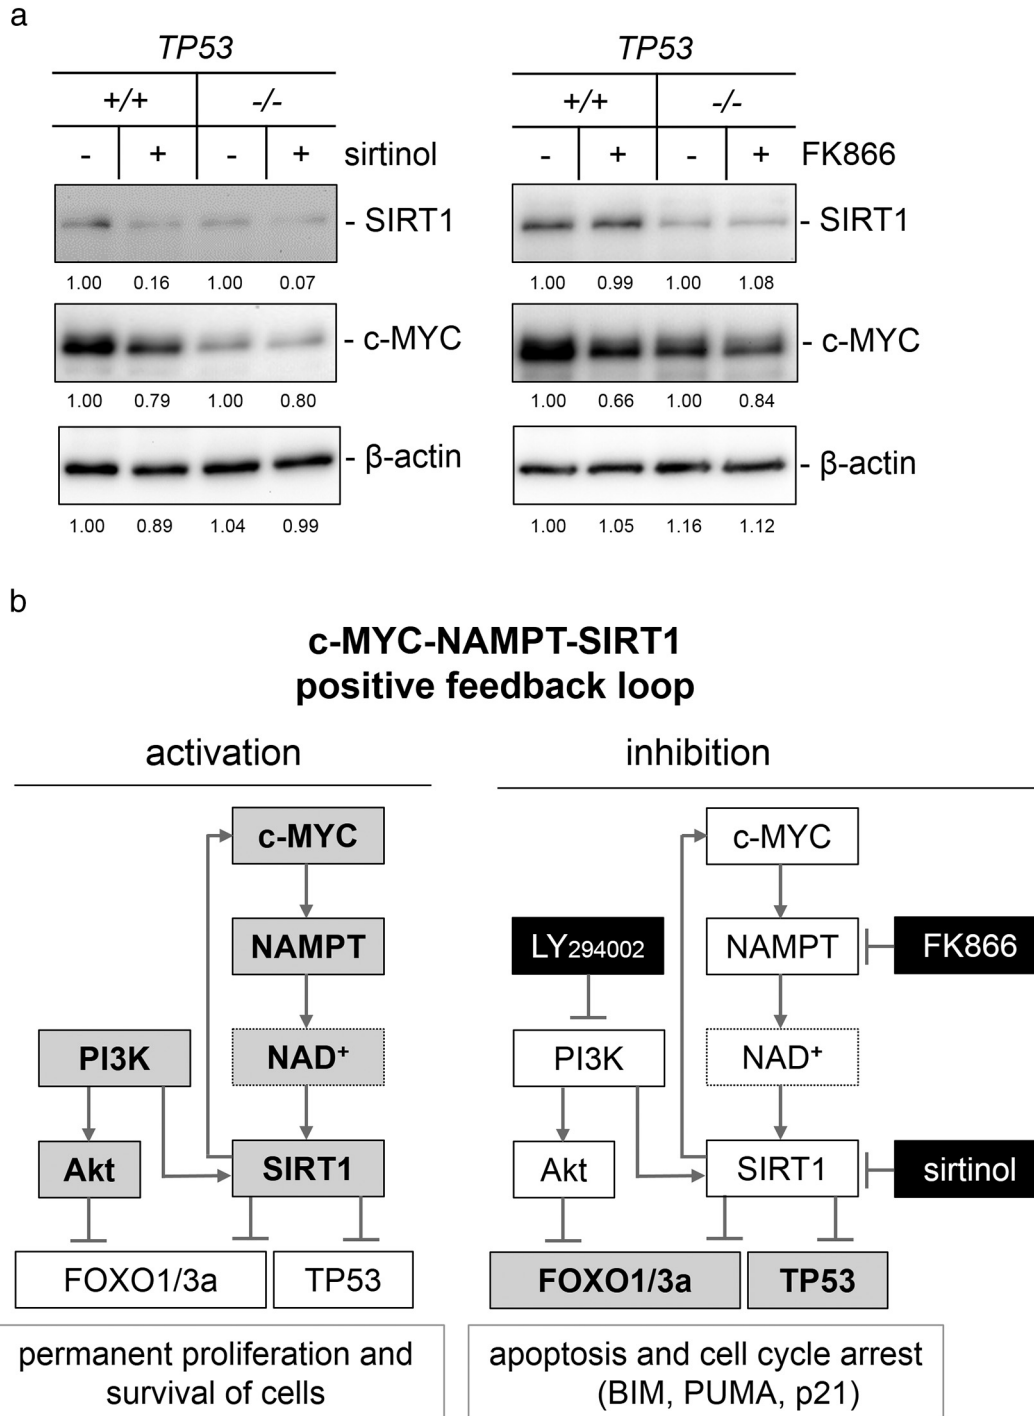 a
TP53 TP53
+/+ -/- +/+ -/-
- + - + sirtinol - + - + FK866
- SIRT1 - SIRT1
1.00 0.16 1.00 0.07 1.00 0.99 1.00 1.08
- c-MYC - c-MYC
1.00 0.79 1.00 0.80 1.00 0.66 1.00 0.84
- β-actin - β-actin
1.00 0.89 1.04 0.99 1.00 1.05 1.16 1.12
b
c-MYC-NAMPT-SIRT1
positive feedback loop
activation inhibition
c-MYC c-MYC
NAMPT LY294002 NAMPT FK866
PI3K NAD⁺ PI3K NAD⁺
Akt SIRT1 Akt SIRT1 sirtinol
FOXO1/3a TP53 FOXO1/3a TP53
permanent proliferation and apoptosis and cell cycle arrest
survival of cells (BIM, PUMA, p21)